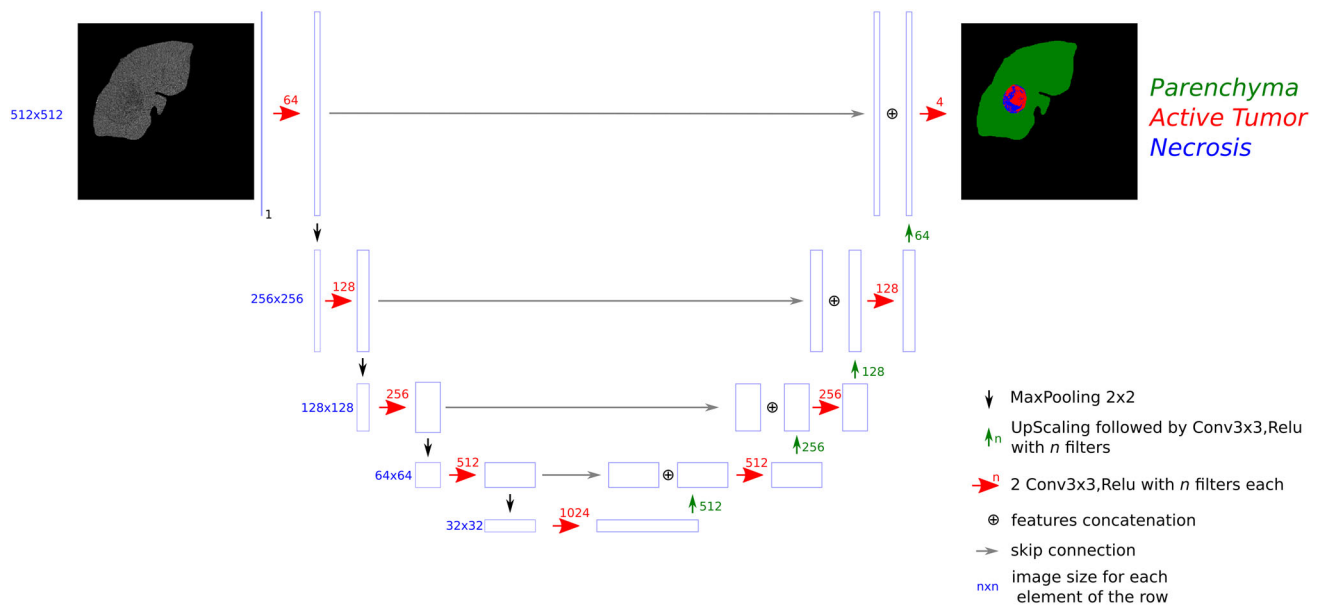 512x512
1
64
4
Parenchyma
Active Tumor
Necrosis
64
256x256
128
128
128
128x128
256
256
256
64x64
512
512
512
32x32
1024
MaxPooling 2x2
n
UpScaling followed by Conv3x3,Relu
with n filters
n
2 Conv3x3,Relu with n filters each
⊕ features concatenation
skip connection
nxn
image size for each
element of the row